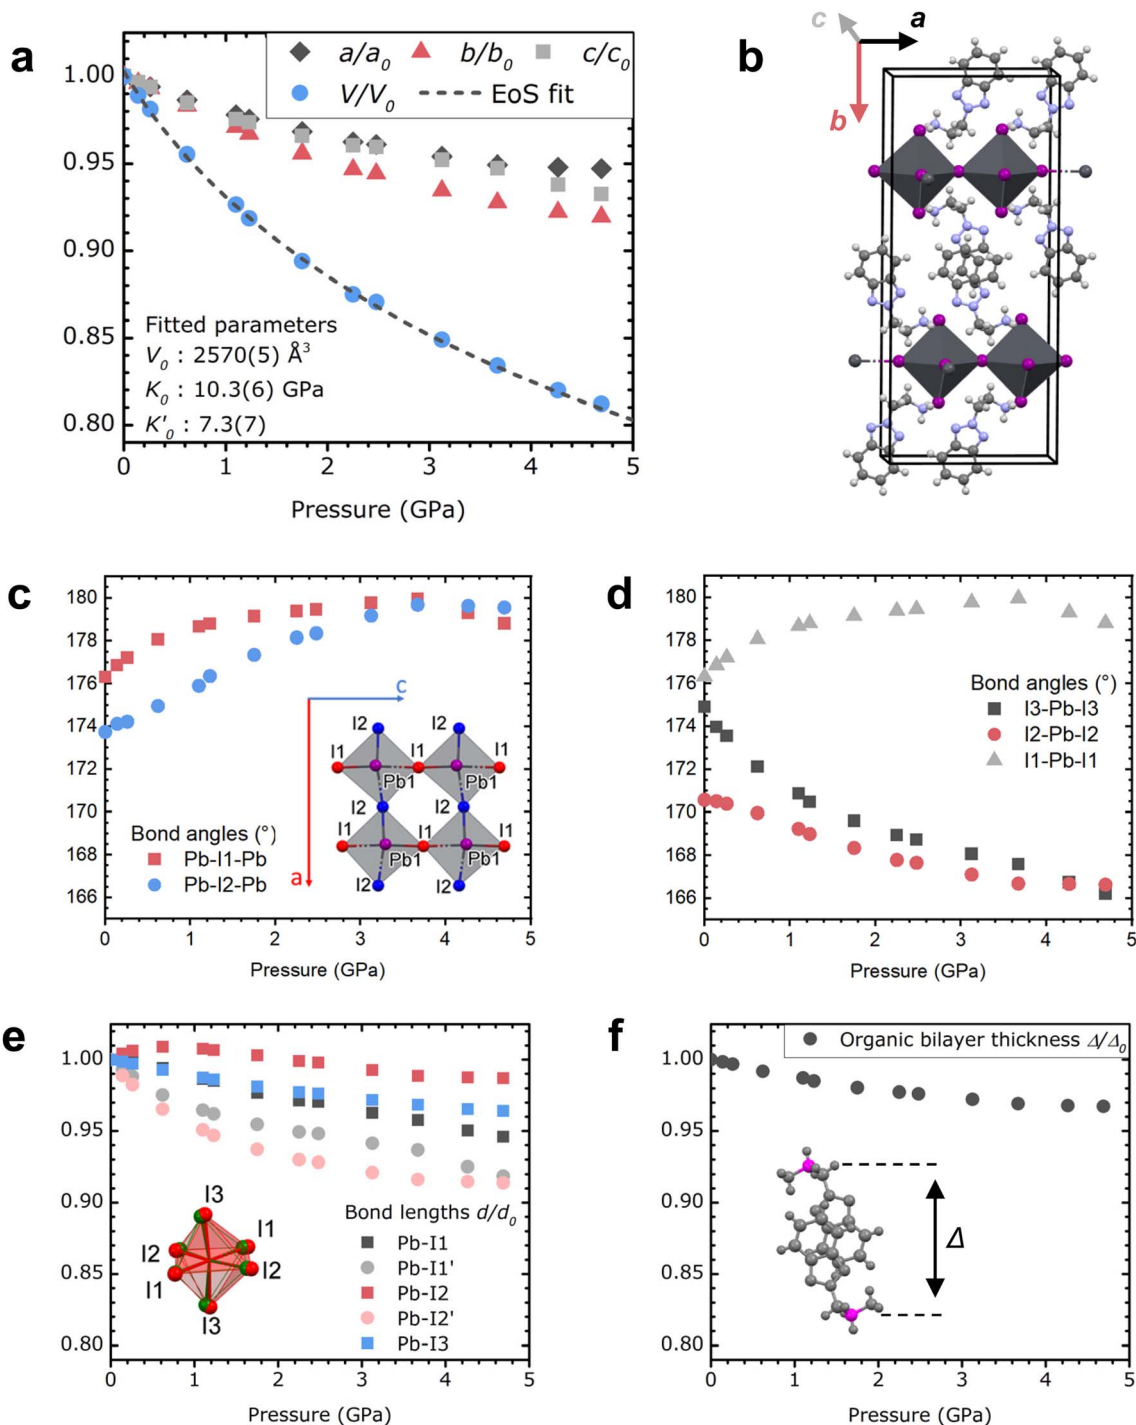 a
a/a0 b/b0 c/c0
V/V0 EoS fit
1.00
0.95
0.90
0.85
0.80
Fitted parameters
V0 : 2570(5) Å3
K0 : 10.3(6) GPa
K'0 : 7.3(7)
0 1 2 3 4 5
Pressure (GPa)
b
c a
b
c
180
178
176
174
172
170
168
166
c
I2 I2
I1 I1 I1
Pb1 Pb1
I2 I2
I1 I1 I1
Pb1 Pb1
I2 I2
a
Bond angles (°)
Pb-I1-Pb
Pb-I2-Pb
0 1 2 3 4 5
Pressure (GPa)
d
180
178
176
174
172
170
168
166
Bond angles (°)
I3-Pb-I3
I2-Pb-I2
I1-Pb-I1
0 1 2 3 4 5
Pressure (GPa)
e
1.00
0.95
0.90
0.85
0.80
I3
I1
I2
I2
I1
I3
Bond lengths d/d0
Pb-I1
Pb-I1'
Pb-I2
Pb-I2'
Pb-I3
0 1 2 3 4 5
Pressure (GPa)
f
Organic bilayer thickness Δ/Δ0
1.00
0.95
0.90
0.85
0.80
Δ
0 1 2 3 4 5
Pressure (GPa)